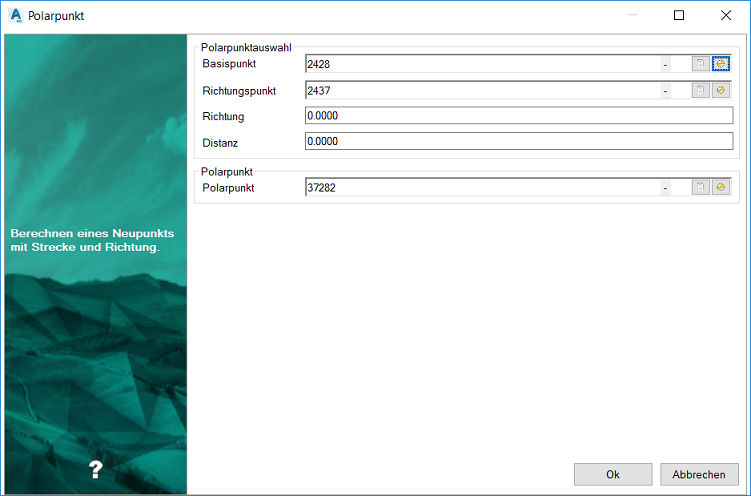 Polarpunkt
Polarpunktauswahl
Basispunkt 2428 -
Richtungspunkt 2437 -
Richtung 0.0000
Distanz 0.0000
Polarpunkt
Polarpunkt 37282 -
Berechnen eines Neupunkts
mit Strecke und Richtung.
?
Ok Abbrechen